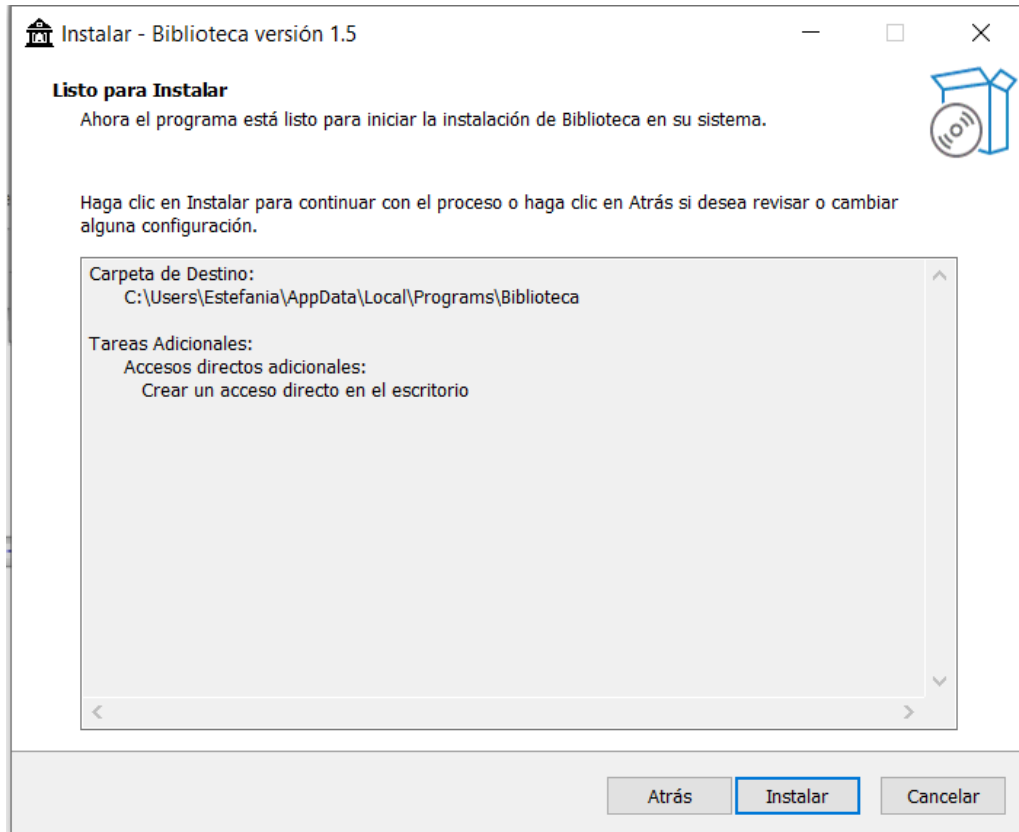 Instalar - Biblioteca versión 1.5
Listo para Instalar
Ahora el programa está listo para iniciar la instalación de Biblioteca en su sistema.
Haga clic en Instalar para continuar con el proceso o haga clic en Atrás si desea revisar o cambiar
alguna configuración.
Carpeta de Destino:
C:\Users\Estefania\AppData\Local\Programs\Biblioteca
Tareas Adicionales:
Accesos directos adicionales:
Crear un acceso directo en el escritorio
Atrás Instalar Cancelar